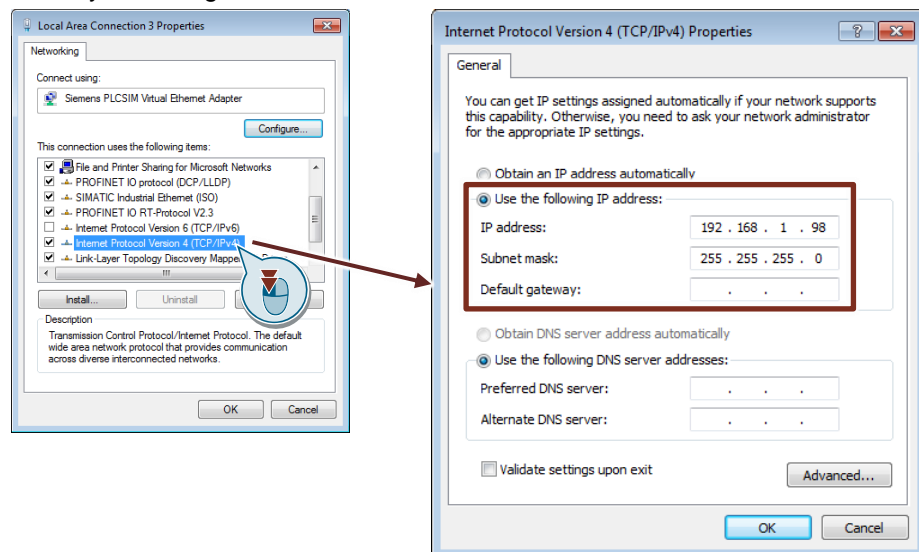 Local Area Connection 3 Properties
Networking
Connect using:
Siemens PLCSIM Virtual Ethernet Adapter
Configure...
This connection uses the following items:
File and Printer Sharing for Microsoft Networks
PROFINET IO protocol (DCP/LLDP)
SIMATIC Industrial Ethernet (ISO)
PROFINET IO RT-Protocol V2.3
Internet Protocol Version 6 (TCP/IPv6)
Internet Protocol Version 4 (TCP/IPv4)
Link-Layer Topology Discovery Mapper
Install...
Uninstall
Description
Transmission Control Protocol/Internet Protocol. The default
wide area network protocol that provides communication
across diverse interconnected networks.
OK
Cancel
Internet Protocol Version 4 (TCP/IPv4) Properties
General
You can get IP settings assigned automatically if your network supports
this capability. Otherwise, you need to ask your network administrator
for the appropriate IP settings.
Obtain an IP address automatically
Use the following IP address:
IP address:
192 . 168 . 1 . 98
Subnet mask:
255 . 255 . 255 . 0
Default gateway:
. . .
Obtain DNS server address automatically
Use the following DNS server addresses:
Preferred DNS server:
. . .
Alternate DNS server:
. . .
Validate settings upon exit
Advanced...
OK
Cancel